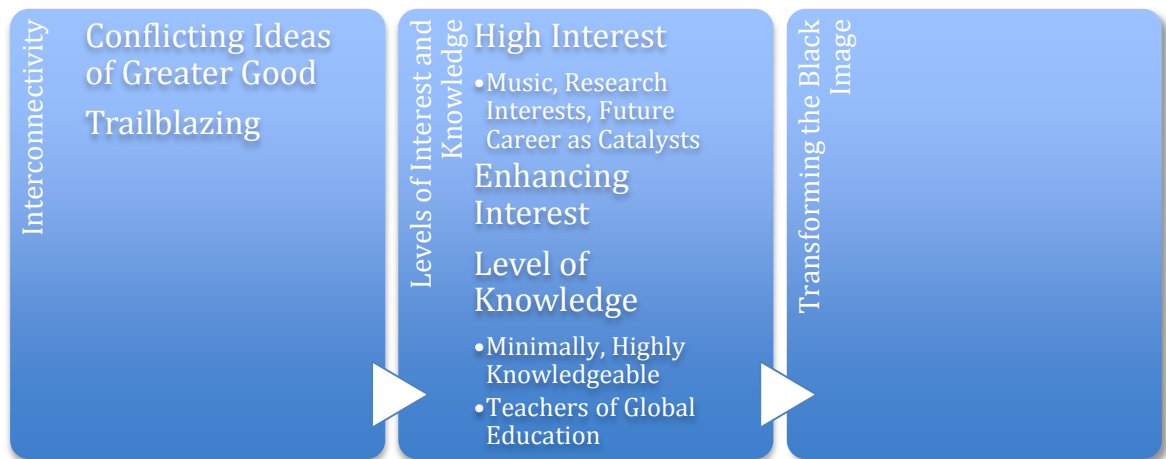 Interconnectivity
Conflicting Ideas
of Greater Good
Trailblazing
Levels of Interest and
Knowledge
High Interest
•Music, Research
Interests, Future
Career as Catalysts
Enhancing
Interest
Level of
Knowledge
•Minimally, Highly
Knowledgeable
•Teachers of Global
Education
Transforming the Black
Image